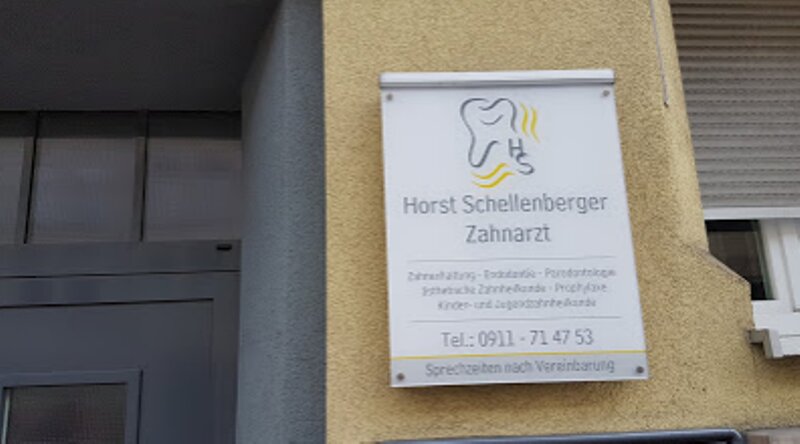 HS
Horst Schellenberger
Zahnarzt
Zahnerhaltung - Endodontie - Parodontologie
Ästhetische Zahnheilkunde - Prophylaxe
Kinder- und Jugendzahnheilkunde
Tel.: 0911 - 71 47 53
Sprechzeiten nach Vereinbarung